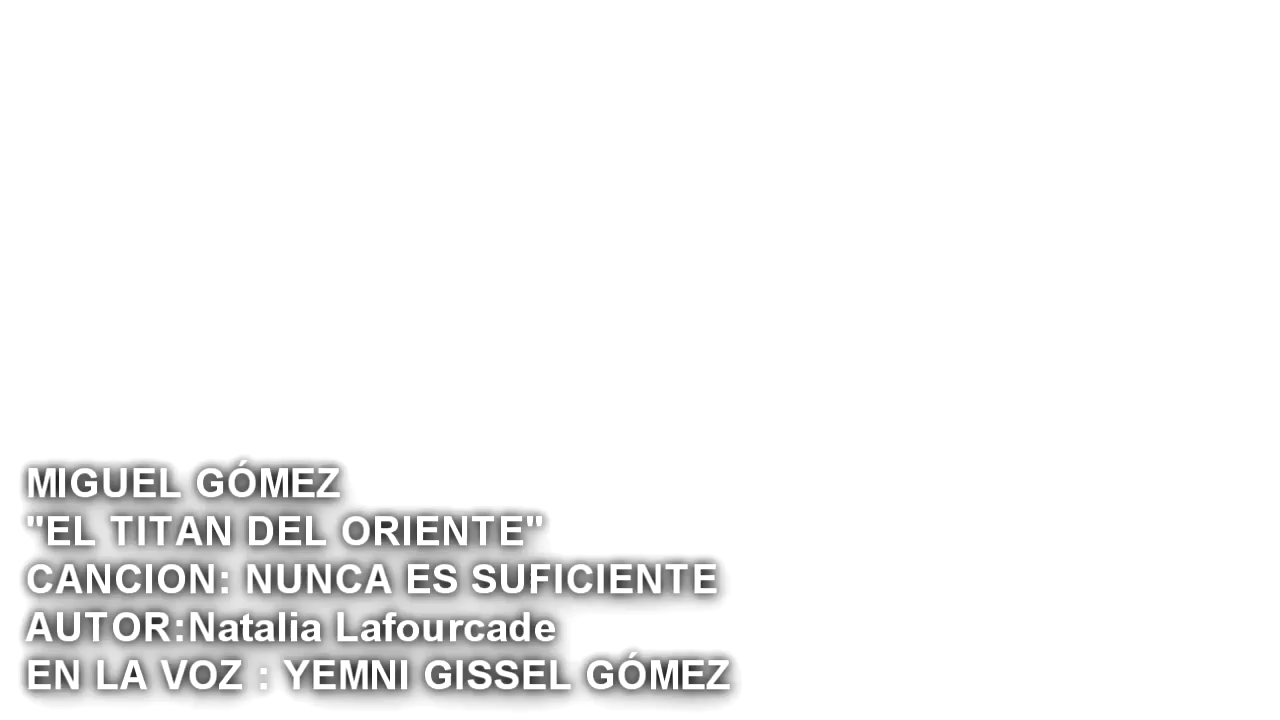 MIGUEL GÓMEZ
"EL TITAN DEL ORIENTE"
CANCION: NUNCA ES SUFICIENTE
AUTOR:Natalia Lafourcade
EN LA VOZ : YEMNI GISSEL GÓMEZ